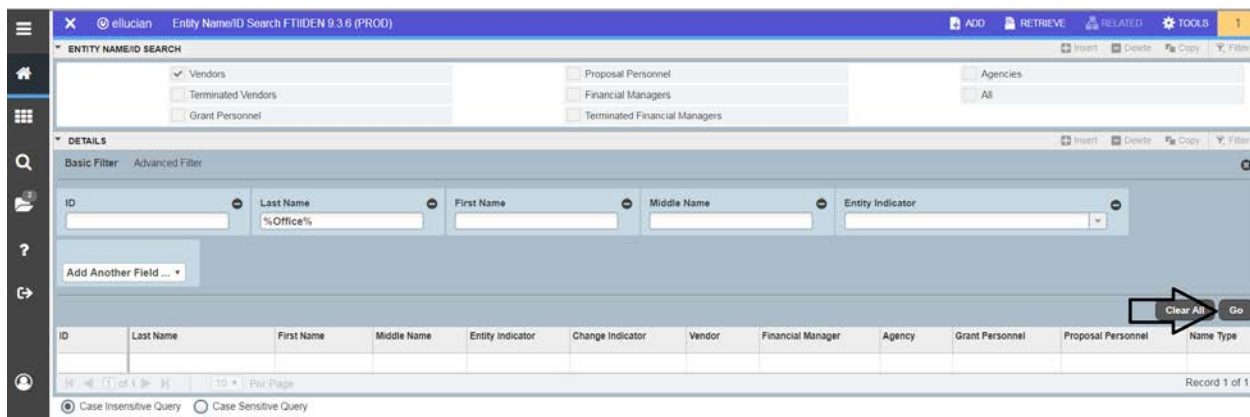 ellucian Entity Name/ID Search FTIIDEN 9.3.6 (PROD) ADD RETRIEVE RELATED TOOLS 1
ENTITY NAME/ID SEARCH Insert Delete Copy Filter
Vendors Proposal Personnel Agencies
Terminated Vendors Financial Managers All
Grant Personnel Terminated Financial Managers
DETAILS Insert Delete Copy Filter
Basic Filter Advanced Filter
ID Last Name First Name Middle Name Entity Indicator
%Office%
Add Another Field ...
Clear All Go
ID Last Name First Name Middle Name Entity Indicator Change Indicator Vendor Financial Manager Agency Grant Personnel Proposal Personnel Name Type
1 of 1 10 Per Page Record 1 of 1
Case Insensitive Query Case Sensitive Query